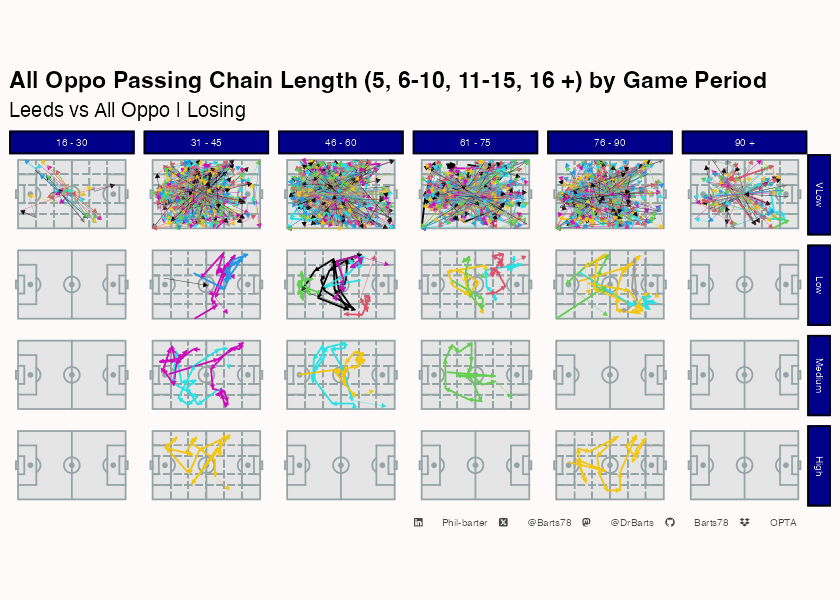 All Oppo Passing Chain Length (5, 6-10, 11-15, 16 +) by Game Period
Leeds vs All Oppo | Losing
16 - 30 31 - 45 46 - 60 61 - 75 76 - 90 90 +
V.Low
Low
Medium
High
Phil-barter @Barts78 @DrBarts Barts78 OPTA